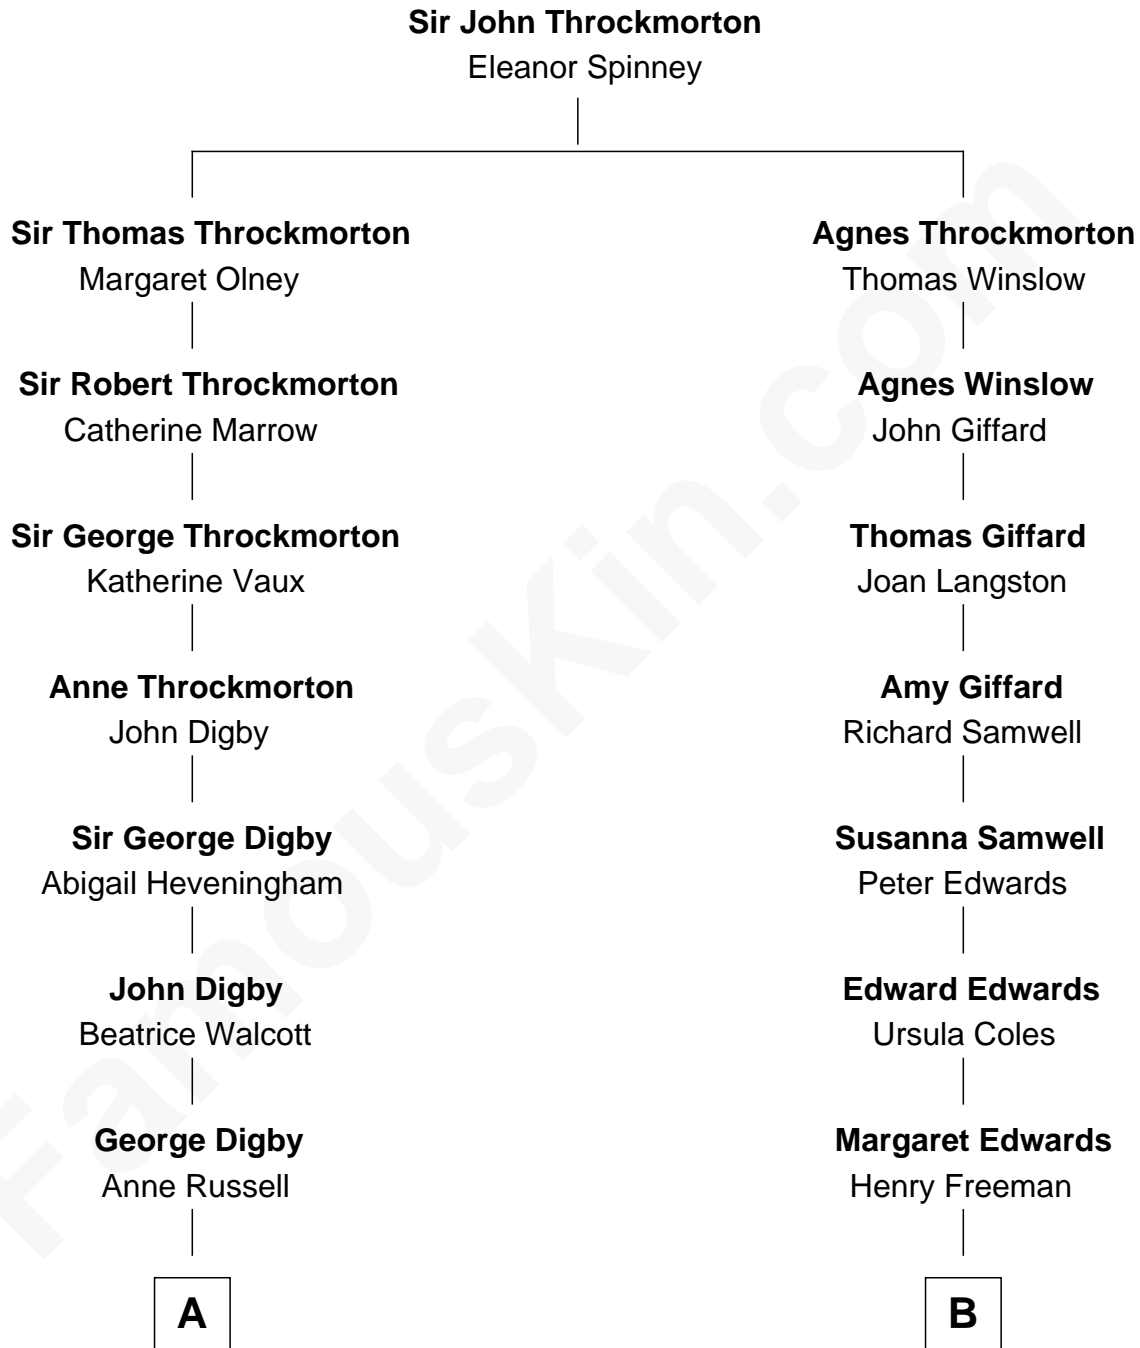 Sir John Throckmorton
Eleanor Spinney
Sir Thomas Throckmorton
Margaret Olney
Agnes Throckmorton
Thomas Winslow
Sir Robert Throckmorton
Catherine Marrow
Agnes Winslow
John Giffard
Sir George Throckmorton
Katherine Vaux
Thomas Giffard
Joan Langston
Anne Throckmorton
John Digby
Amy Giffard
Richard Samwell
Sir George Digby
Abigail Heveningham
Susanna Samwell
Peter Edwards
John Digby
Beatrice Walcott
Edward Edwards
Ursula Coles
George Digby
Anne Russell
Margaret Edwards
Henry Freeman
A
B
FamousKin.com